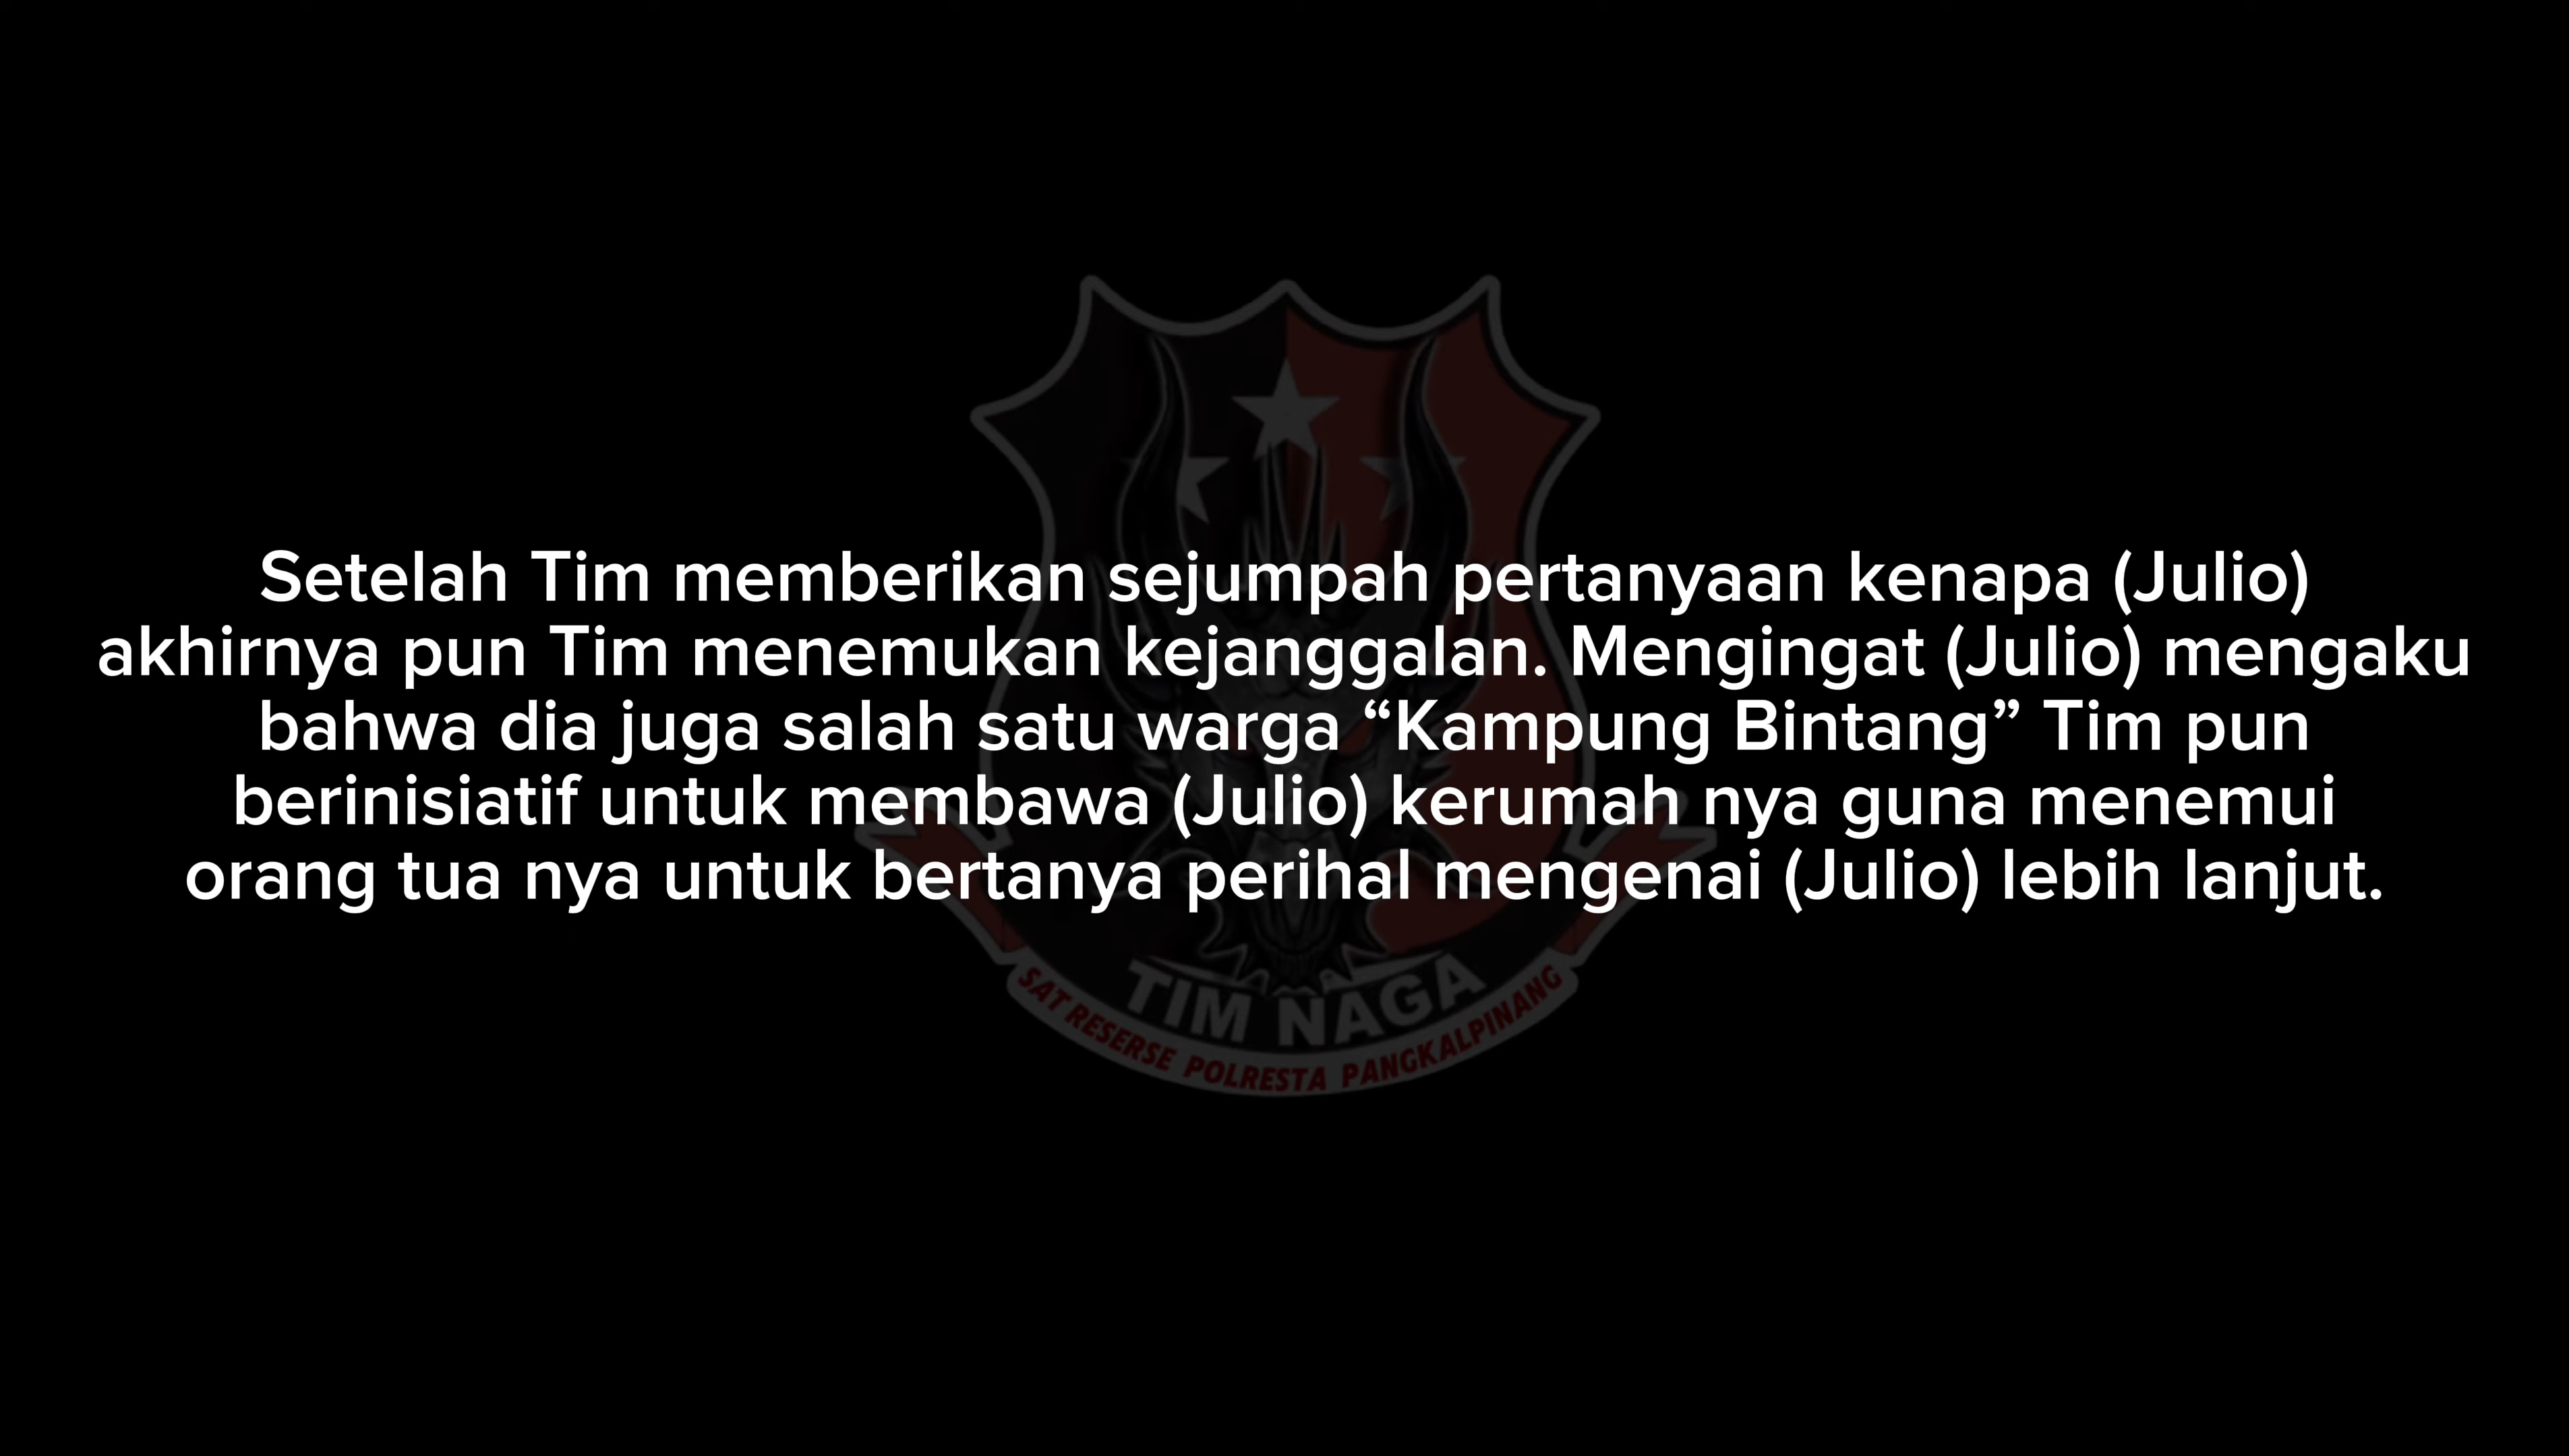 Setelah Tim memberikan sejumpah pertanyaan kenapa (Julio)
akhirnya pun Tim menemukan kejanggalan. Mengingat (Julio) mengaku
bahwa dia juga salah satu warga “Kampung Bintang” Tim pun
berinisiatif untuk membawa (Julio) kerumah nya guna menemui
orang tua nya untuk bertanya perihal mengenai (Julio) lebih lanjut.
TIM NAGA
SAT RESERSE POLRESTA PANGKALPINANG